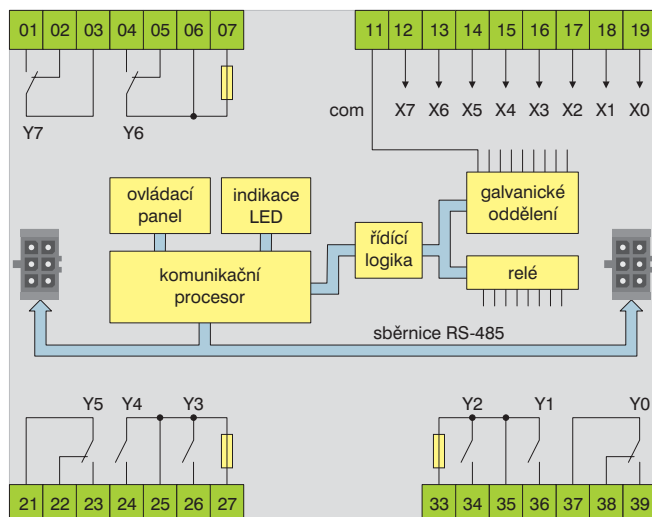 01 02 03 04 05 06 07
11 12 13 14 15 16 17 18 19
com X7 X6 X5 X4 X3 X2 X1 X0
Y7 Y6
ovládací
panel
indikace
LED
galvanické
oddělení
řídící
logika
komunikační
procesor
relé
sběrnice RS-485
Y5 Y4 Y3
Y2 Y1 Y0
21 22 23 24 25 26 27
33 34 35 36 37 38 39